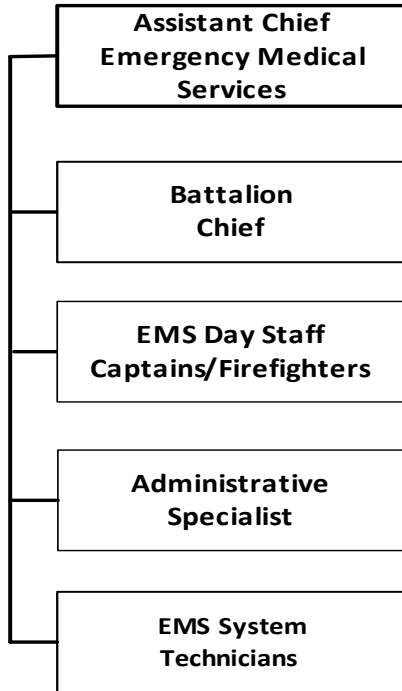 Assistant Chief
Emergency Medical
Services
Battalion
Chief
EMS Day Staff
Captains/Firefighters
Administrative
Specialist
EMS System
Technicians